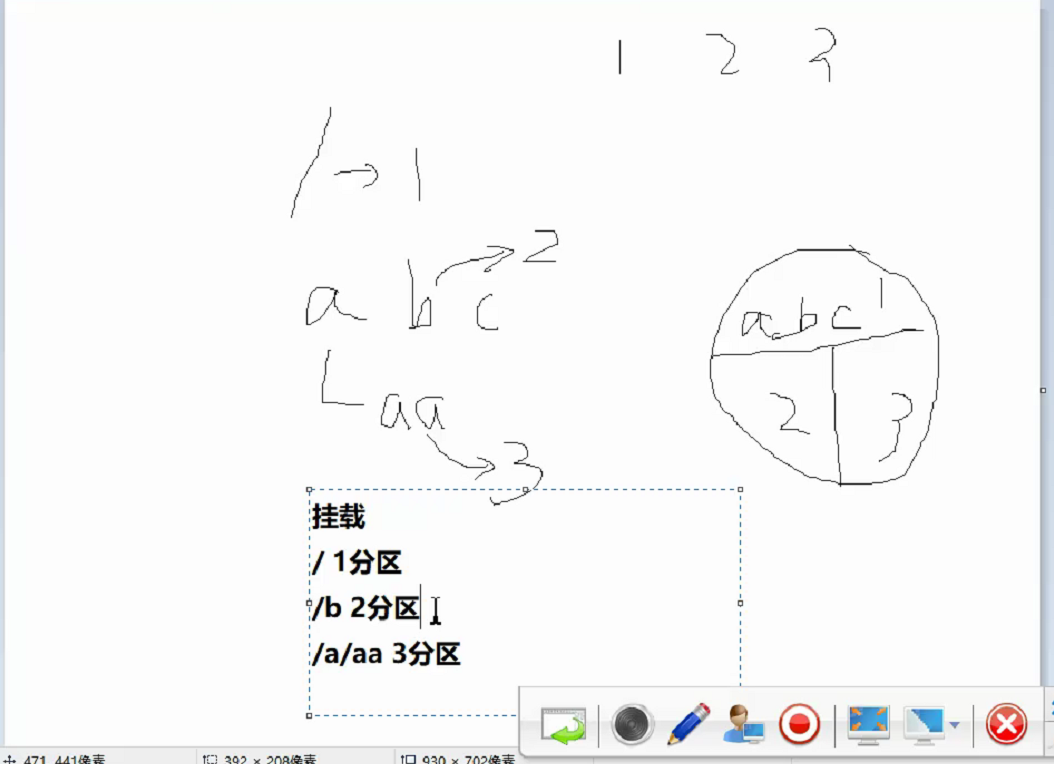 1 2 3
/→1
→2
a b c
abc 1
aa
2 3
→3
挂载
/ 1分区
/b 2分区
/a/aa 3分区
471, 441像素 392 × 208像素 930 × 702像素